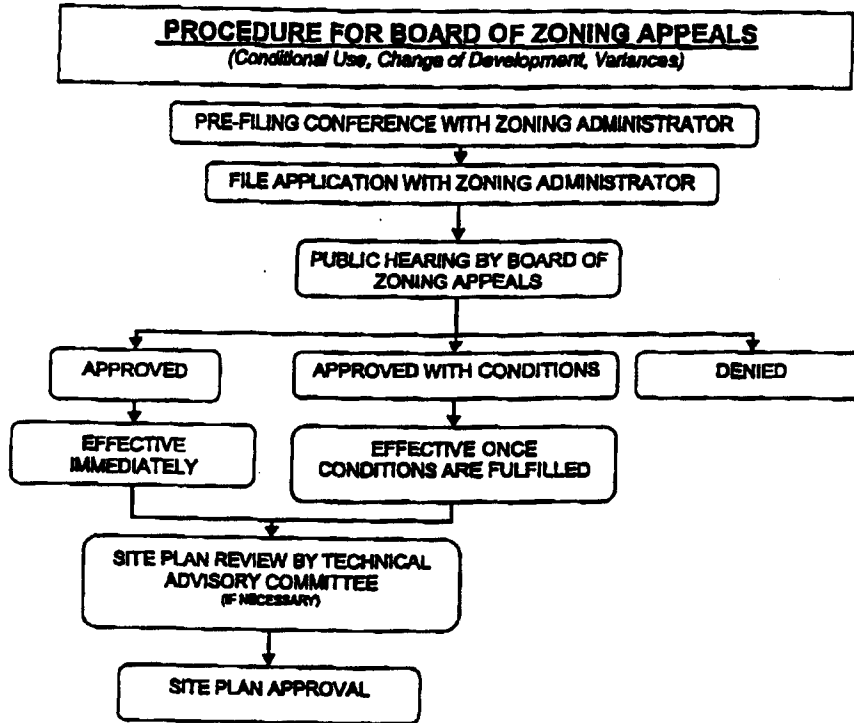 PROCEDURE FOR BOARD OF ZONING APPEALS
(Conditional Use, Change of Development, Variances)
PRE-FILING CONFERENCE WITH ZONING ADMINISTRATOR
FILE APPLICATION WITH ZONING ADMINISTRATOR
PUBLIC HEARING BY BOARD OF
ZONING APPEALS
APPROVED
APPROVED WITH CONDITIONS
DENIED
EFFECTIVE
IMMEDIATELY
EFFECTIVE ONCE
CONDITIONS ARE FULFILLED
SITE PLAN REVIEW BY TECHNICAL
ADVISORY COMMITTEE
(IF NECESSARY)
SITE PLAN APPROVAL